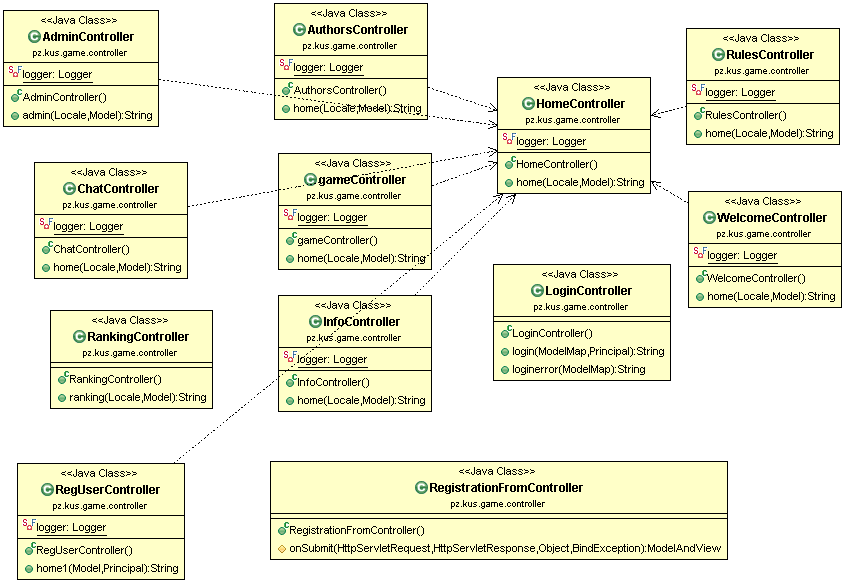 <<Java Class>>
AdminController
pz.kus.game.controller
logger: Logger
AdminController()
admin(Locale,Model):String
<<Java Class>>
AuthorsController
pz.kus.game.controller
logger: Logger
AuthorsController()
home(Locale,Model):String
<<Java Class>>
HomeController
pz.kus.game.controller
logger: Logger
HomeController()
home(Locale,Model):String
<<Java Class>>
RulesController
pz.kus.game.controller
logger: Logger
RulesController()
home(Locale,Model):String
<<Java Class>>
ChatController
pz.kus.game.controller
logger: Logger
ChatController()
home(Locale,Model):String
<<Java Class>>
gameController
pz.kus.game.controller
logger: Logger
gameController()
home(Locale,Model):String
<<Java Class>>
WelcomeController
pz.kus.game.controller
logger: Logger
WelcomeController()
home(Locale,Model):String
<<Java Class>>
LoginController
pz.kus.game.controller
LoginController()
login(ModelMap,Principal):String
loginerror(ModelMap):String
<<Java Class>>
RankingController
pz.kus.game.controller
RankingController()
ranking(Locale,Model):String
<<Java Class>>
InfoController
pz.kus.game.controller
logger: Logger
InfoController()
home(Locale,Model):String
<<Java Class>>
RegUserController
pz.kus.game.controller
logger: Logger
RegUserController()
home1(Model,Principal):String
<<Java Class>>
RegistrationFromController
pz.kus.game.controller
RegistrationFromController()
onSubmit(HttpServletRequest,HttpServletResponse,Object,BindException):ModelAndView